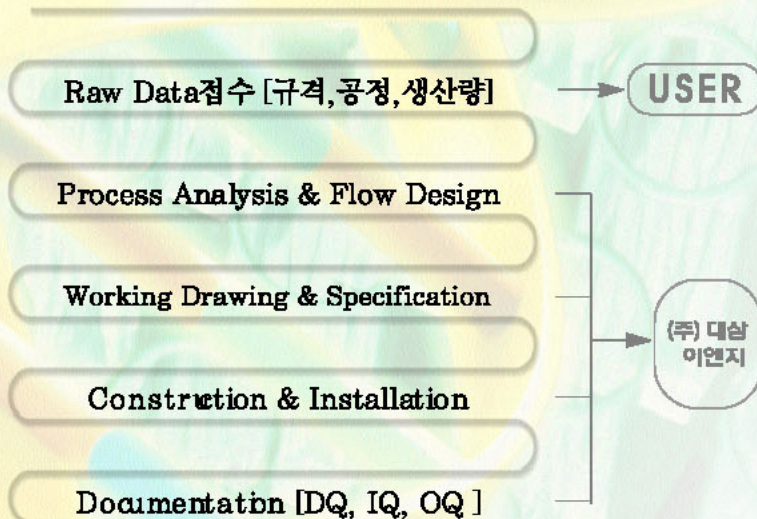 Raw Data접수 [규격,공정,생산량]
USER
Process Analysis & Flow Design
Working Drawing & Specification
(주) 대삼
이엔지
Construction & Installation
Documentation [DQ, IQ, OQ ]